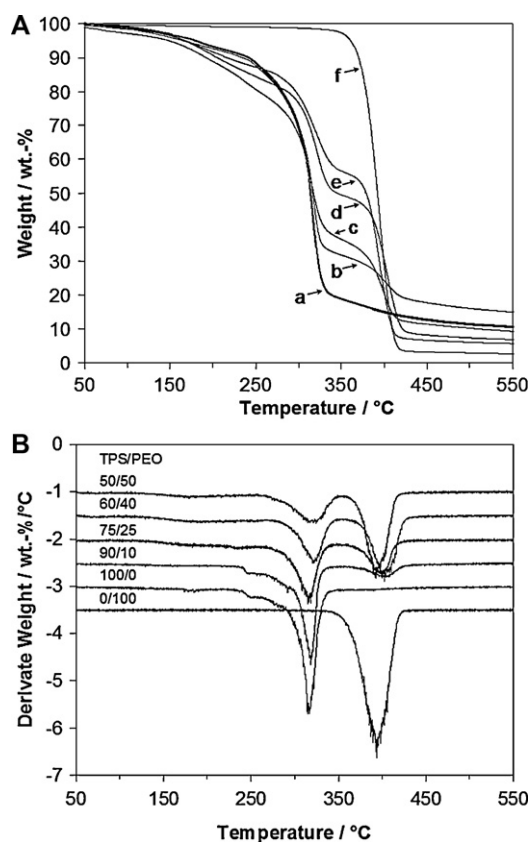 A
Weight / wt.-%
100
90
80
70
60
50
40
30
20
10
0
f
e
d
c
b
a
50 150 250 350 450 550
Temperature / °C
B
Derivate Weight / wt.-%/°C
0
-1
-2
-3
-4
-5
-6
-7
TPS/PEO
50/50
60/40
75/25
90/10
100/0
0/100
50 150 250 350 450 550
Temperature / °C